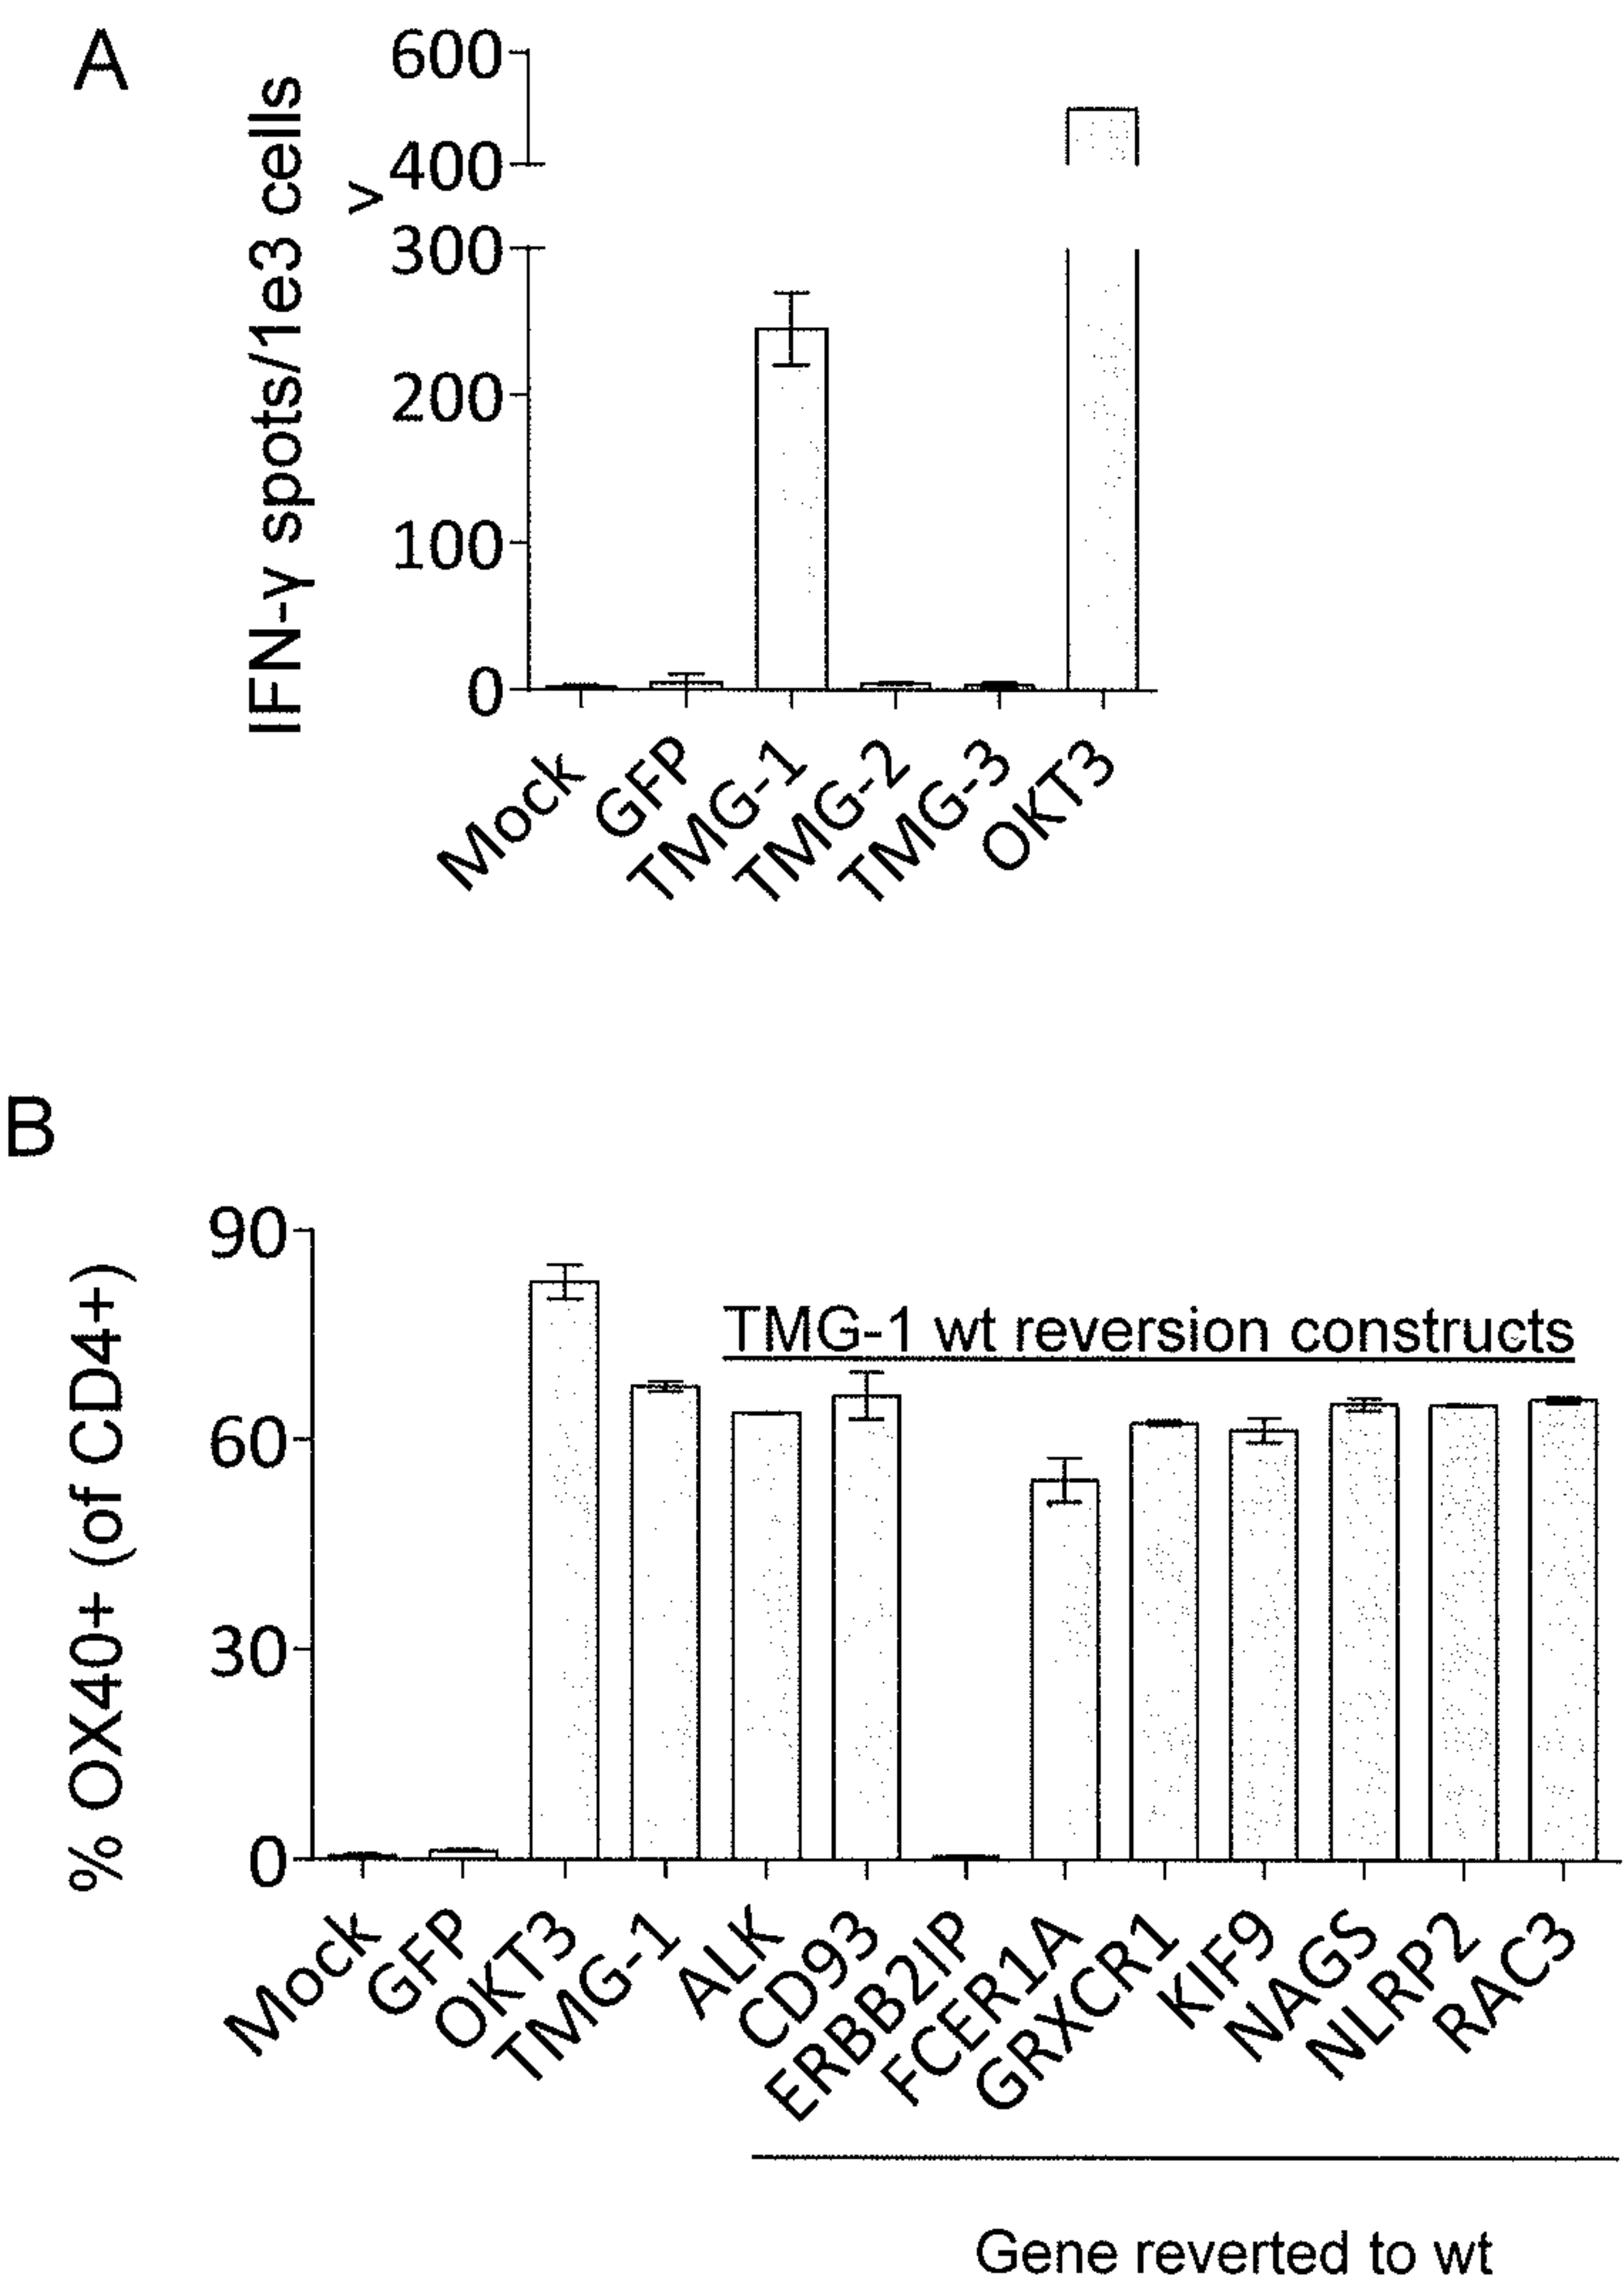 A
IFN-γ spots/1e3 cells
>
600
400
300
200
100
0
Mock
GFP
TMG-1
TMG-2
TMG-3
OKT3
B
% OX40+ (of CD4+)
90
60
30
0
TMG-1 wt reversion constructs
Mock
GFP
OKT3
TMG-1
ALK
CD93
ERBB2IP
FCER1A
GRXCR1
KIF9
NAGS
NLRP2
RAC3
Gene reverted to wt